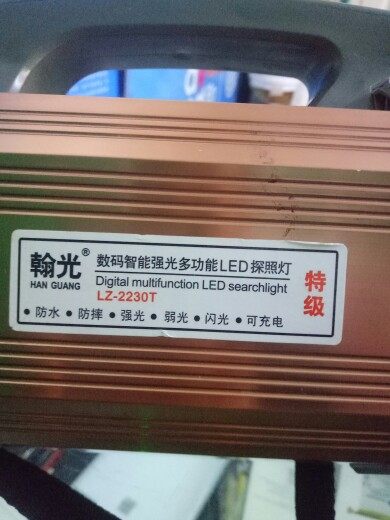 翰光®
HAN GUANG
数码智能强光多功能LED探照灯
Digital multifunction LED searchlight
LZ-2230T
特级
• 防水 • 防摔 • 强光 • 弱光 • 闪光 • 可充电